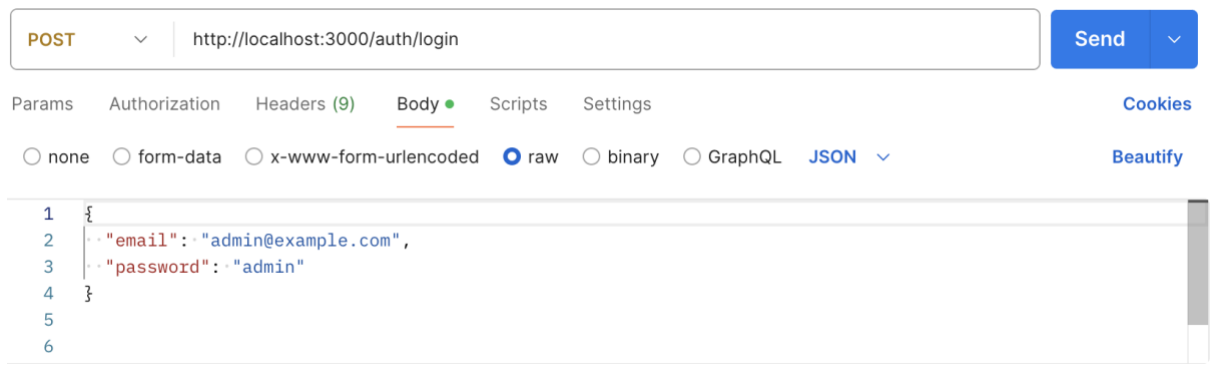 POST http://localhost:3000/auth/login Send
Params Authorization Headers (9) Body Scripts Settings Cookies
none form-data x-www-form-urlencoded raw binary GraphQL JSON Beautify
1 {
2 "email": "admin@example.com",
3 "password": "admin"
4 }
5
6